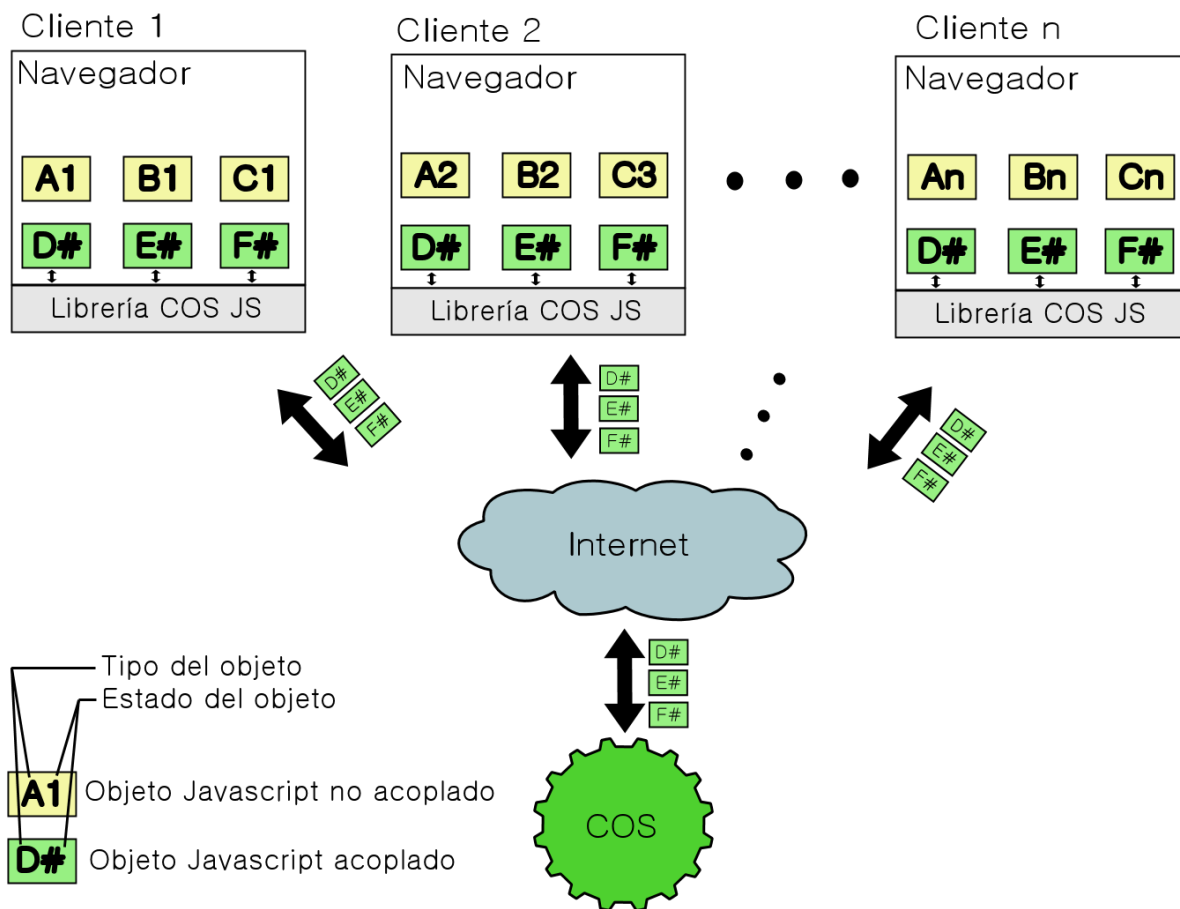 Cliente 1
Cliente 2
Cliente n
Navegador
Navegador
Navegador
A1 B1 C1
A2 B2 C3
An Bn Cn
D# E# F#
D# E# F#
D# E# F#
Librería COS JS
Librería COS JS
Librería COS JS
D#
E#
F#
D#
E#
F#
D#
E#
F#
Internet
D#
E#
F#
Tipo del objeto
Estado del objeto
A1 Objeto Javascript no acoplado
D# Objeto Javascript acoplado
COS